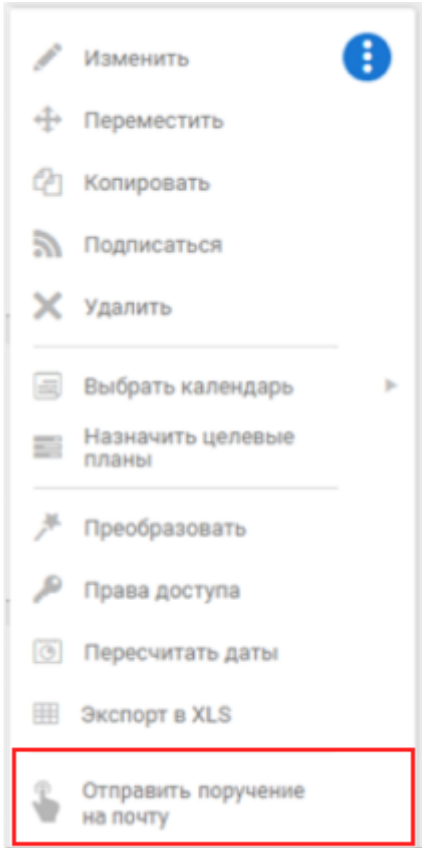 Изменить
Переместить
Копировать
Подписаться
Удалить
Выбрать календарь
Назначить целевые
планы
Преобразовать
Права доступа
Пересчитать даты
Экспорт в XLS
Отправить поручение
на почту